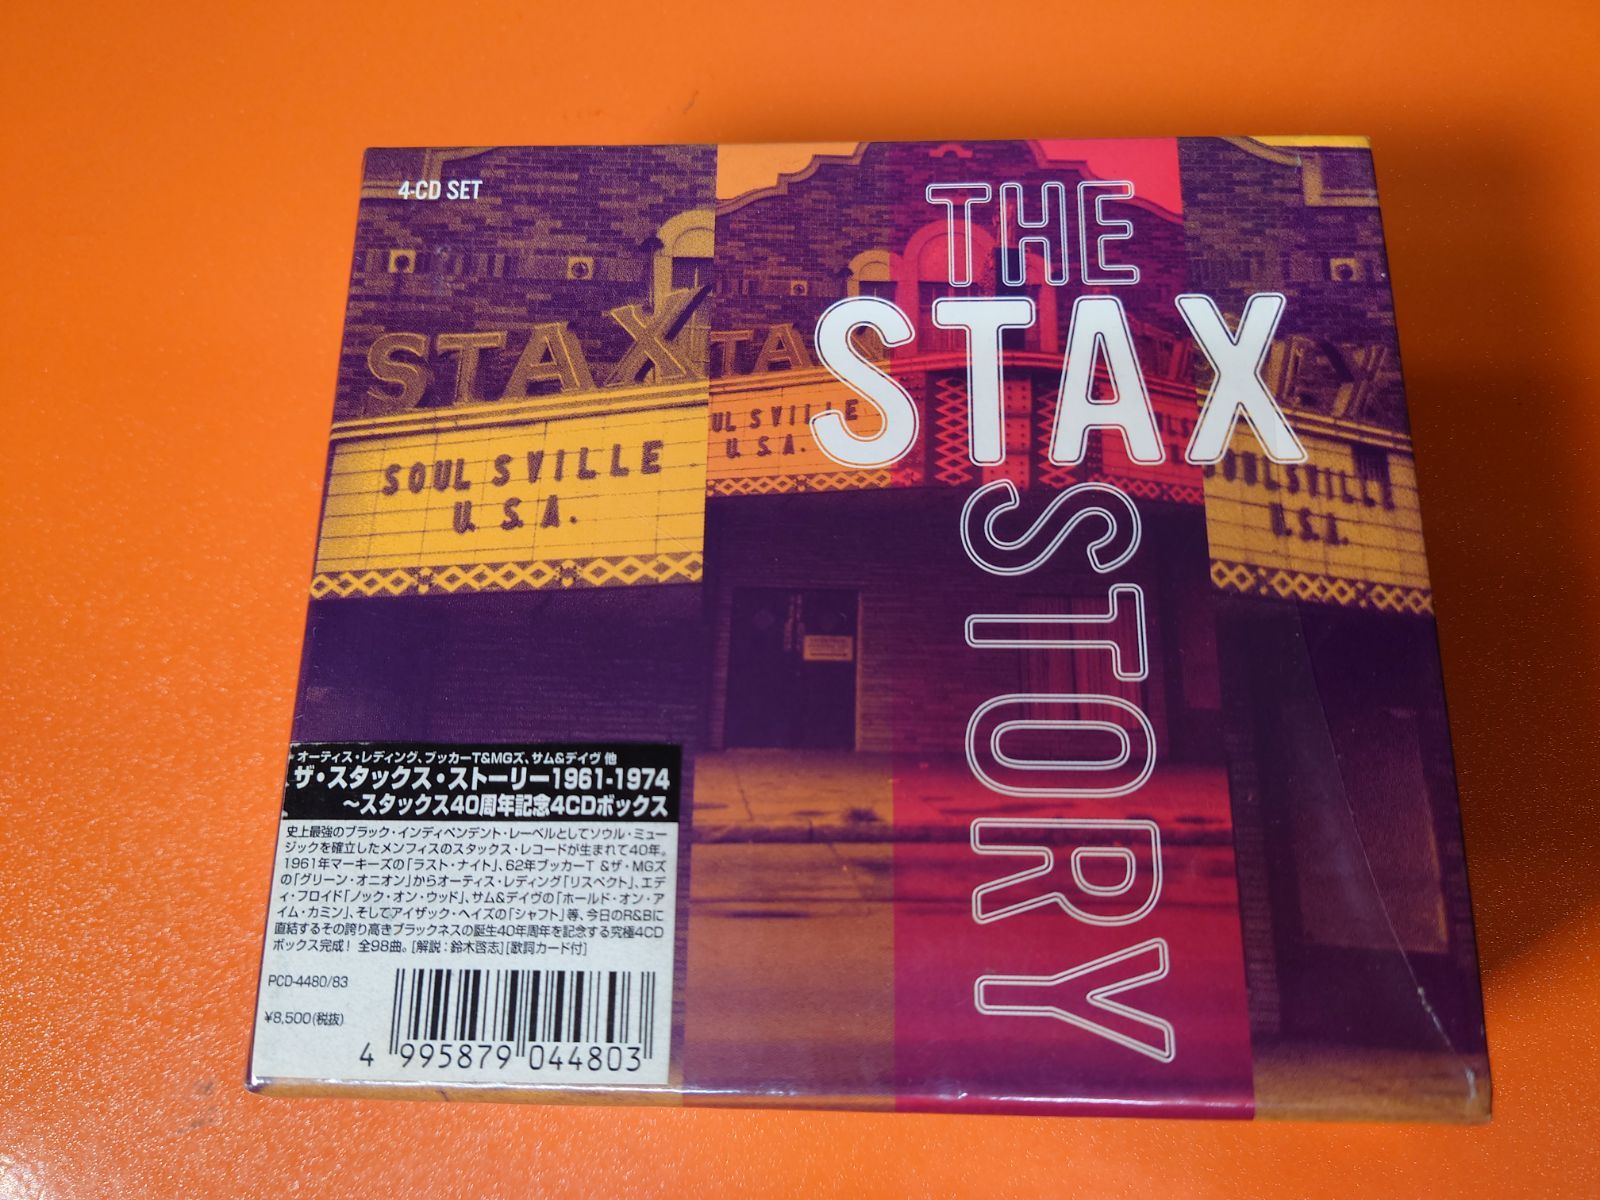 4-CD SET
THE
STAX
STORY
STAX
SOULSVILLE
U.S.A.
TA
UL SVILLE
U.S.A.
OULSVILLE
U.S.A.
オーティス・レディング、ブッカーT&MGズ、サム&デイヴ 他
ザ・スタックス・ストーリー1961-1974
～スタックス40周年記念4CDボックス
史上最強のブラック・インディペンデント・レーベルとしてソウル・ミュー
ジックを確立したメンフィスのスタックス・レコードが生まれて40年。
1961年マーキーズの「ラスト・ナイト」、62年ブッカーT &ザ・MGズ
の「グリーン・オニオン」からオーティス・レディング「リスペクト」、エデ
ィ・フロイド「ノック・オン・ウッド」、サム&デイヴの「ホールド・オン・ア
イム・カミン」、そしてアイザック・ヘイズの「シャフト」等、今日のR&Bに
直結するその誇り高きブラックネスの誕生40年周年を記念する究極4CD
ボックス完成! 全98曲。[解説：鈴木啓志][歌詞カード付]
PCD-4480/83
¥8,500(税抜)
4 995879 044803